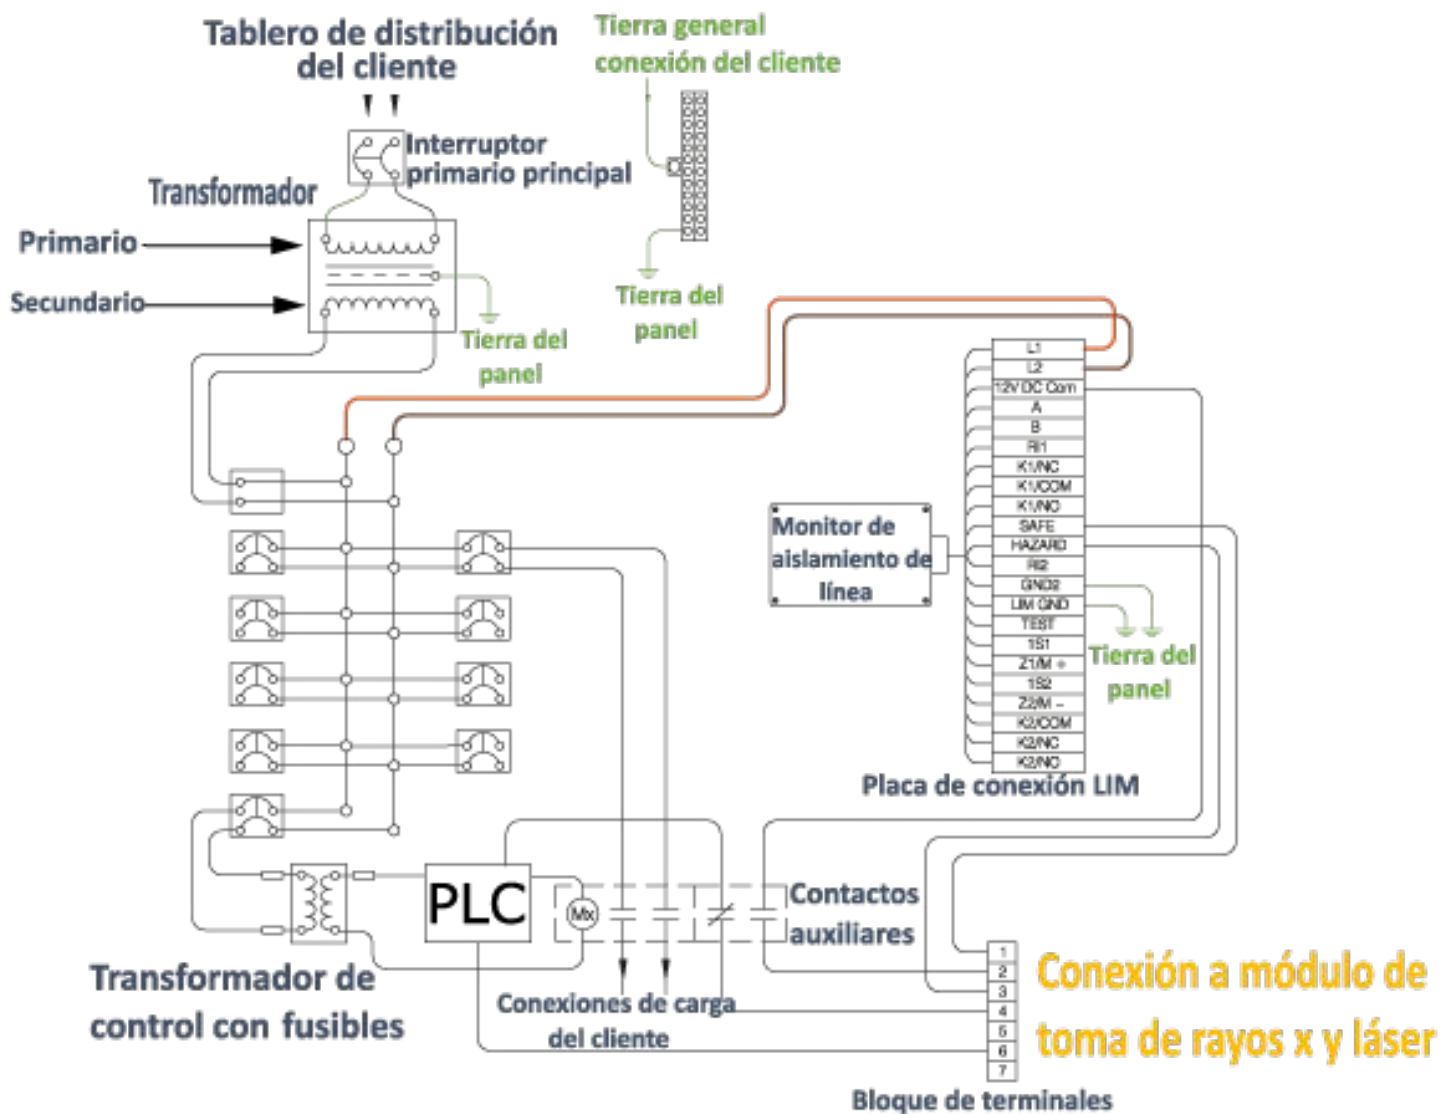 Tablero de distribución
del cliente
Tierra general
conexión del cliente
Interruptor
primario principal
Transformador
Primario
Secundario
Tierra del
panel
Tierra del
panel
L1
L2
12V DC Com
A
B
RI1
K1/NC
K1/COM
K1/NO
SAFE
HAZARD
RI2
GND2
LIM GND
TEST
1S1
Z1/M +
1S2
Z2/M –
K2/COM
K2/NC
K2/NO
Monitor de
aislamiento de
línea
Tierra del
panel
Placa de conexión LIM
PLC
Mx
Contactos
auxiliares
Transformador de
control con fusibles
Conexiones de carga
del cliente
1
2
3
4
5
6
7
Conexión a módulo de
toma de rayos x y láser
Bloque de terminales